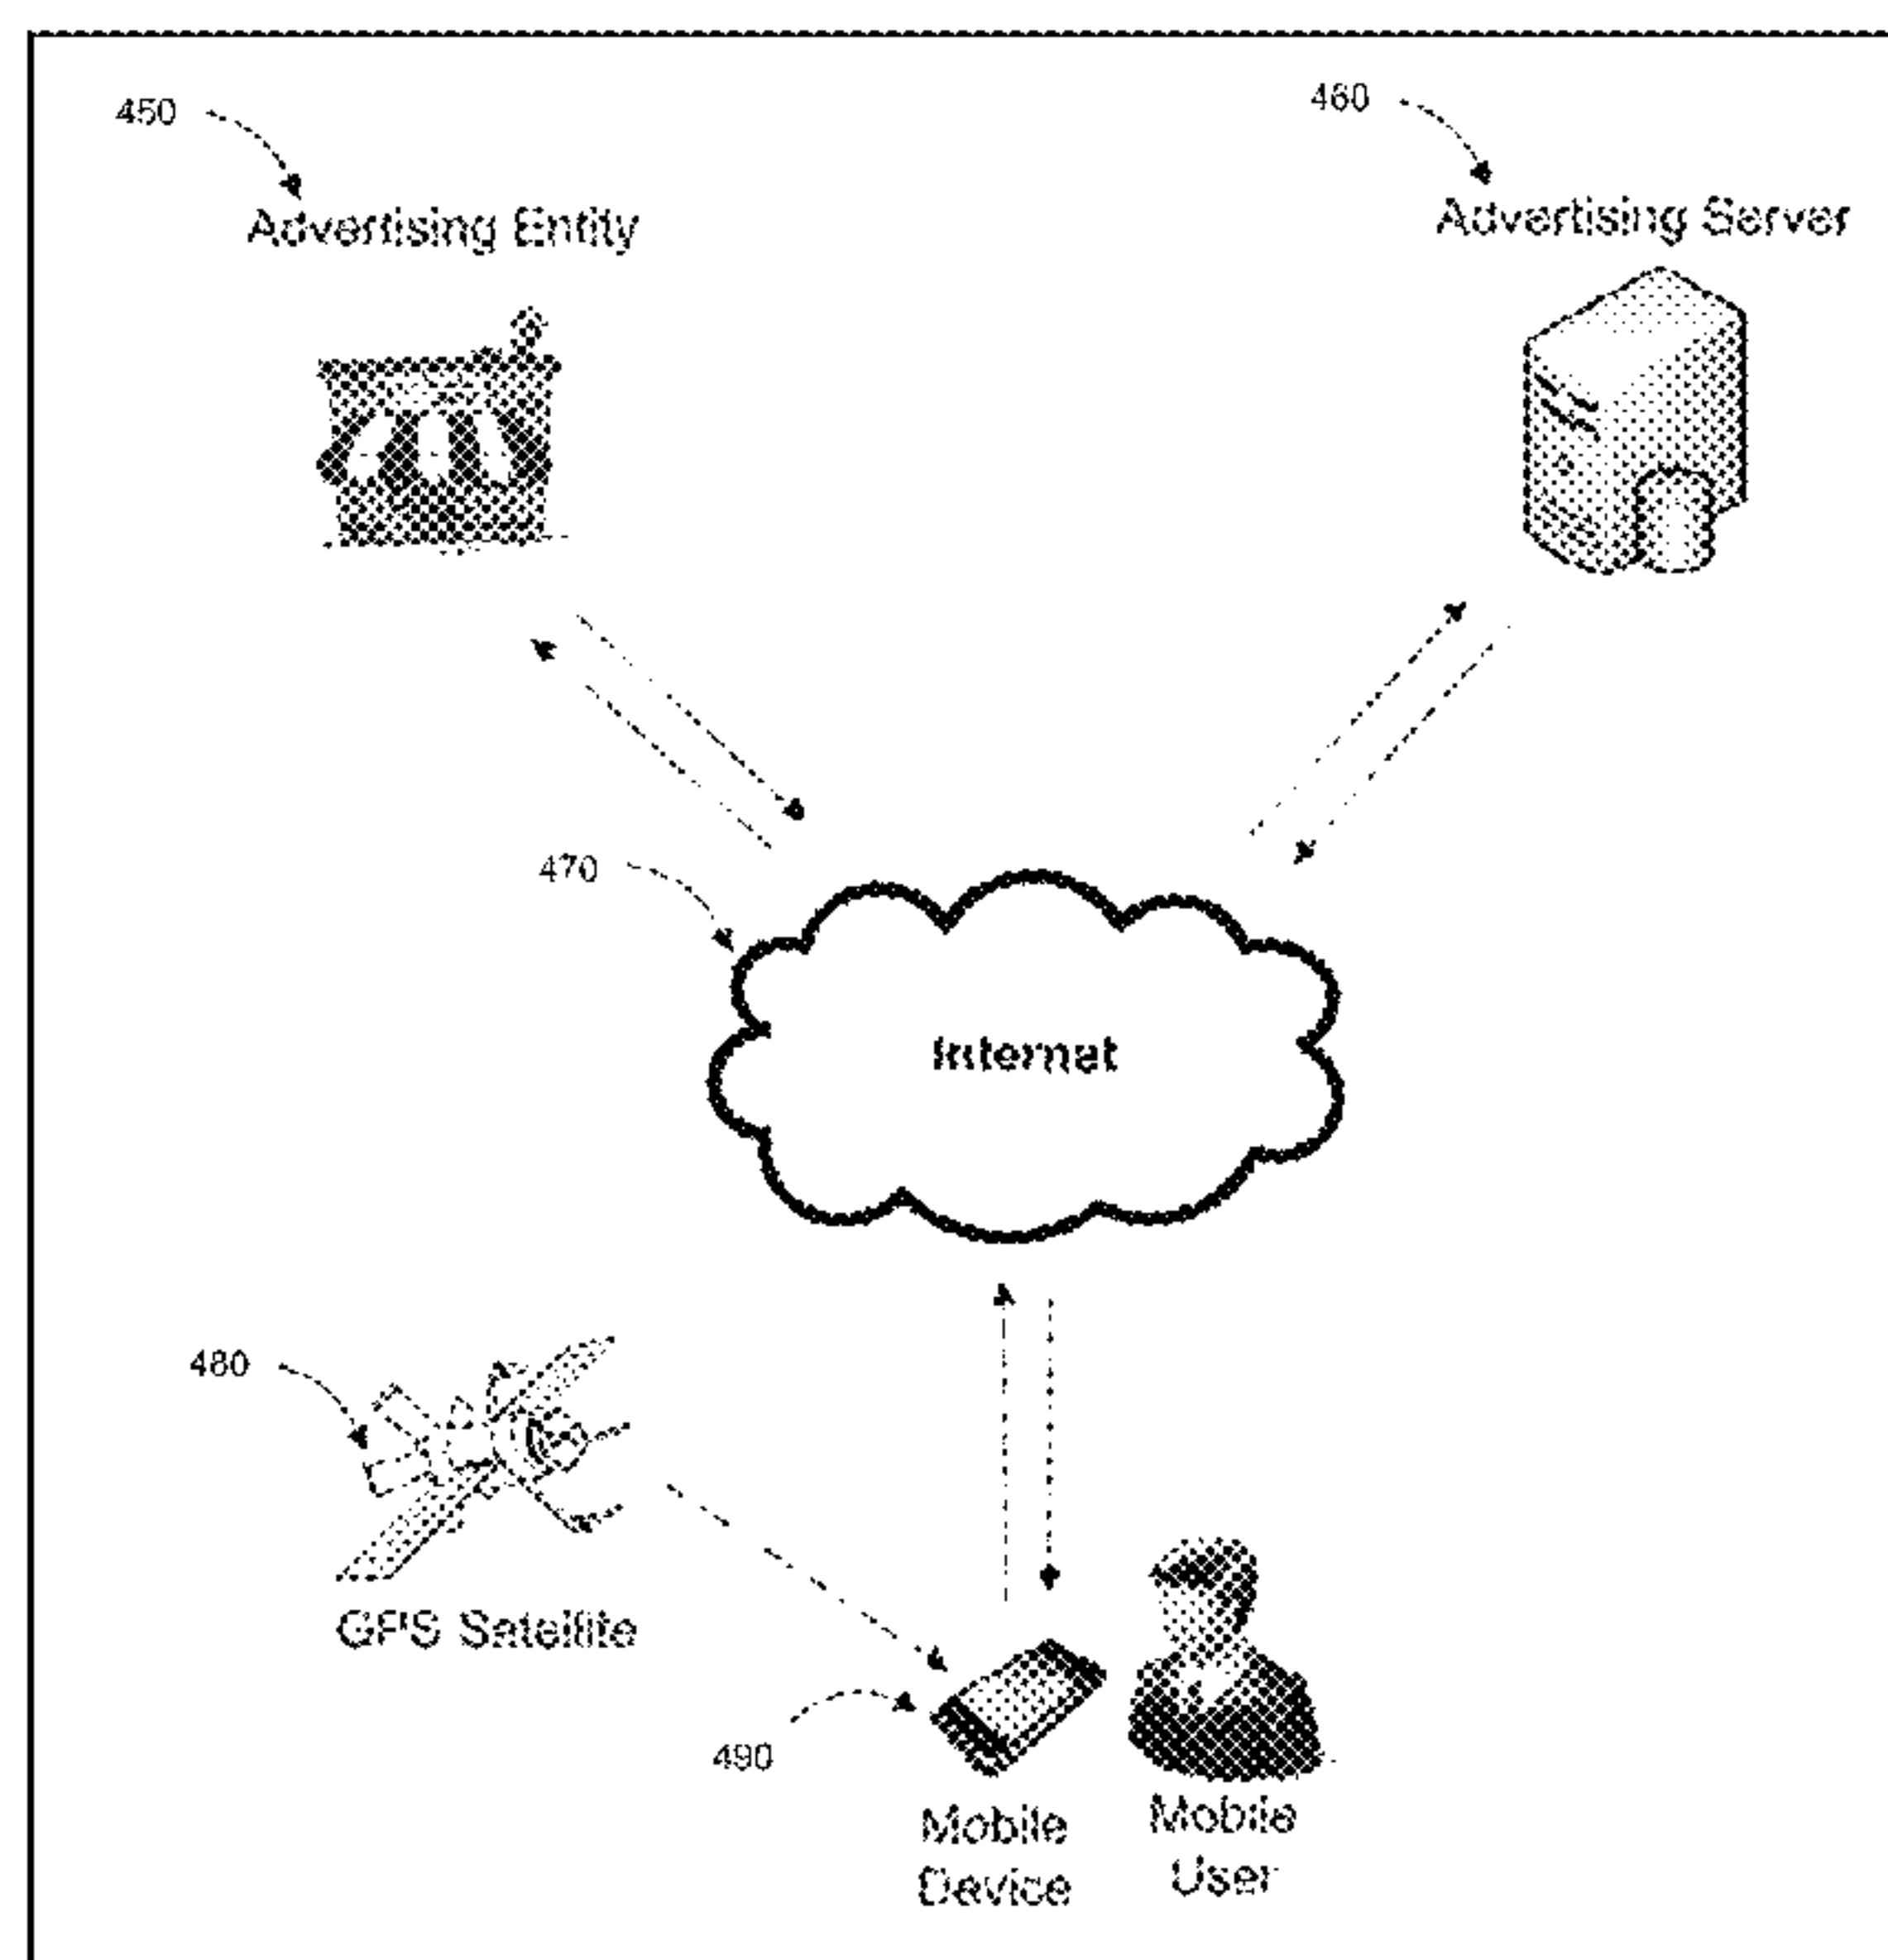 450
460
Advertising Entity
Advertising Server
470
Internet
480
GPS Satellite
490
Mobile
Device
Mobile
User